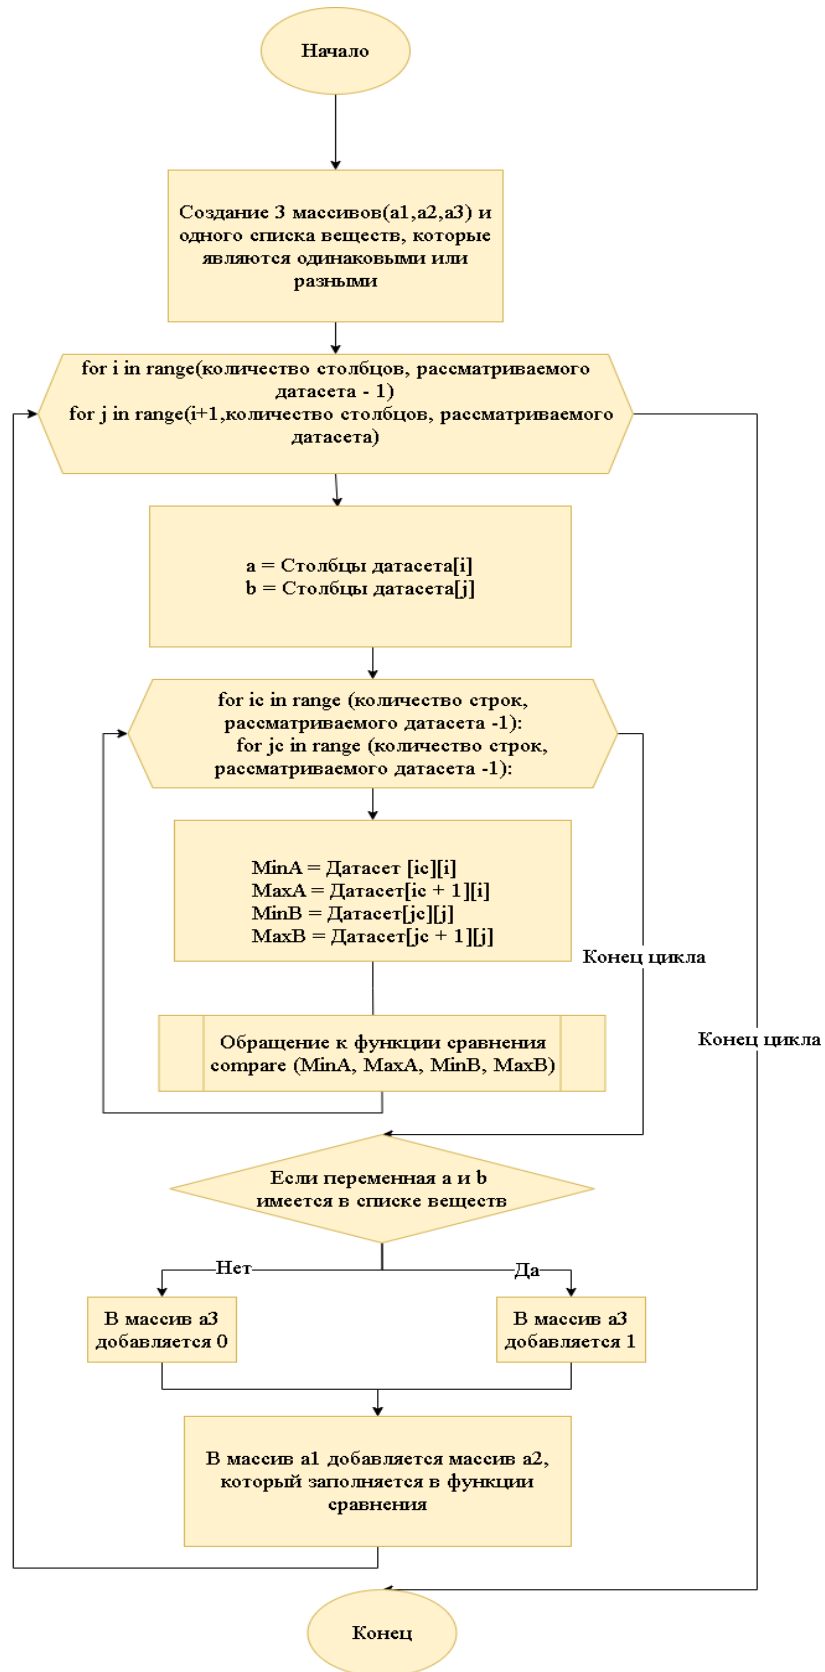 Начало
Создание 3 массивов(a1,a2,a3) и
одного списка веществ, которые
являются одинаковыми или
разными
for i in range(количество столбцов, рассматриваемого
датасета - 1)
for j in range(i+1,количество столбцов, рассматриваемого
датасета)
a = Столбцы датасета[i]
b = Столбцы датасета[j]
for ic in range (количество строк,
рассматриваемого датасета -1):
for jc in range (количество строк,
рассматриваемого датасета -1):
MinA = Датасет [ic][i]
MaxA = Датасет[ic + 1][i]
MinB = Датасет[jc][j]
MaxB = Датасет[jc + 1][j]
Конец цикла
Обращение к функции сравнения
compare (MinA, MaxA, MinB, MaxB)
Конец цикла
Если переменная a и b
имеется в списке веществ
Нет
Да
В массив a3
добавляется 0
В массив a3
добавляется 1
В массив a1 добавляется массив a2,
который заполняется в функции
сравнения
Конец